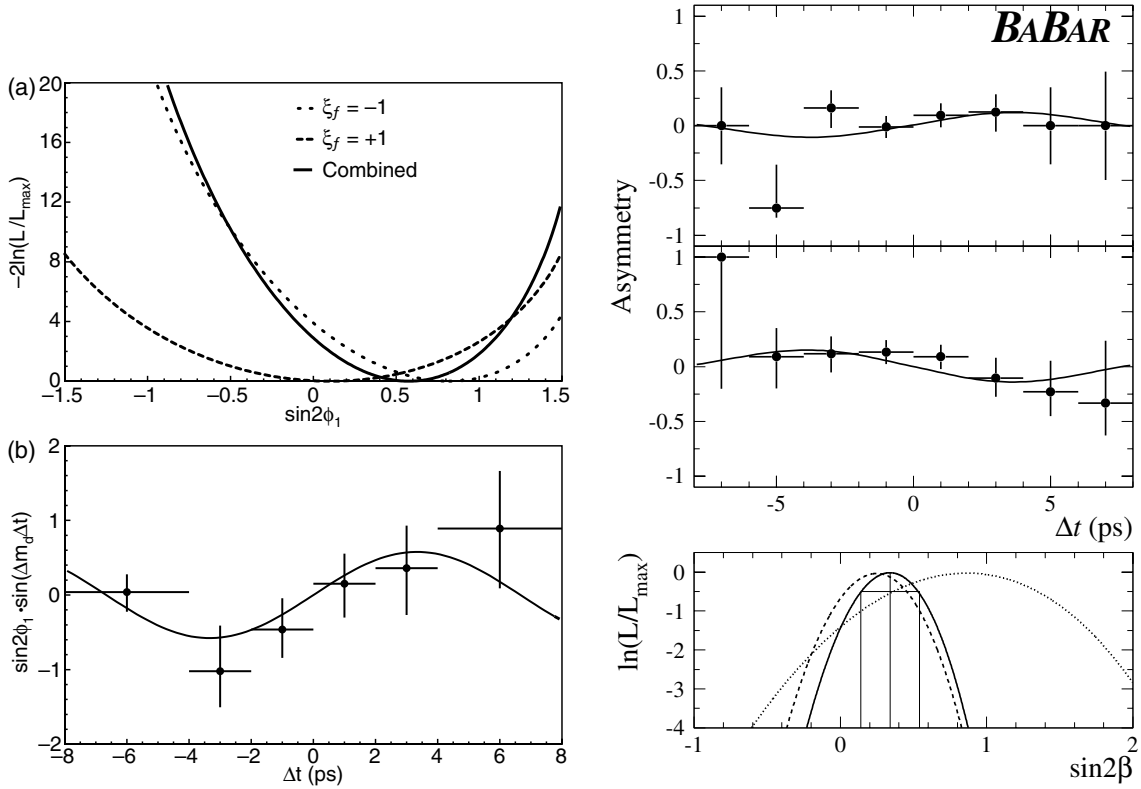 (a)
20
16
12
8
4
0
−2ln(L/Lmax)
ξf = −1
ξf = +1
Combined
−1.5 −1 −0.5 0 0.5 1 1.5
sin2ϕ1
(b)
2
1
0
−1
−2
sin2ϕ1 •sin(Δmd Δt)
−8 −6 −4 −2 0 2 4 6 8
Δt (ps)
BABAR
1
0.5
0
-0.5
-1
1
0.5
0
-0.5
-1
Asymmetry
-5 0 5
Δt (ps)
0
-1
-2
-3
-4
ln(L/Lmax)
-1 0 1 2
sin2β